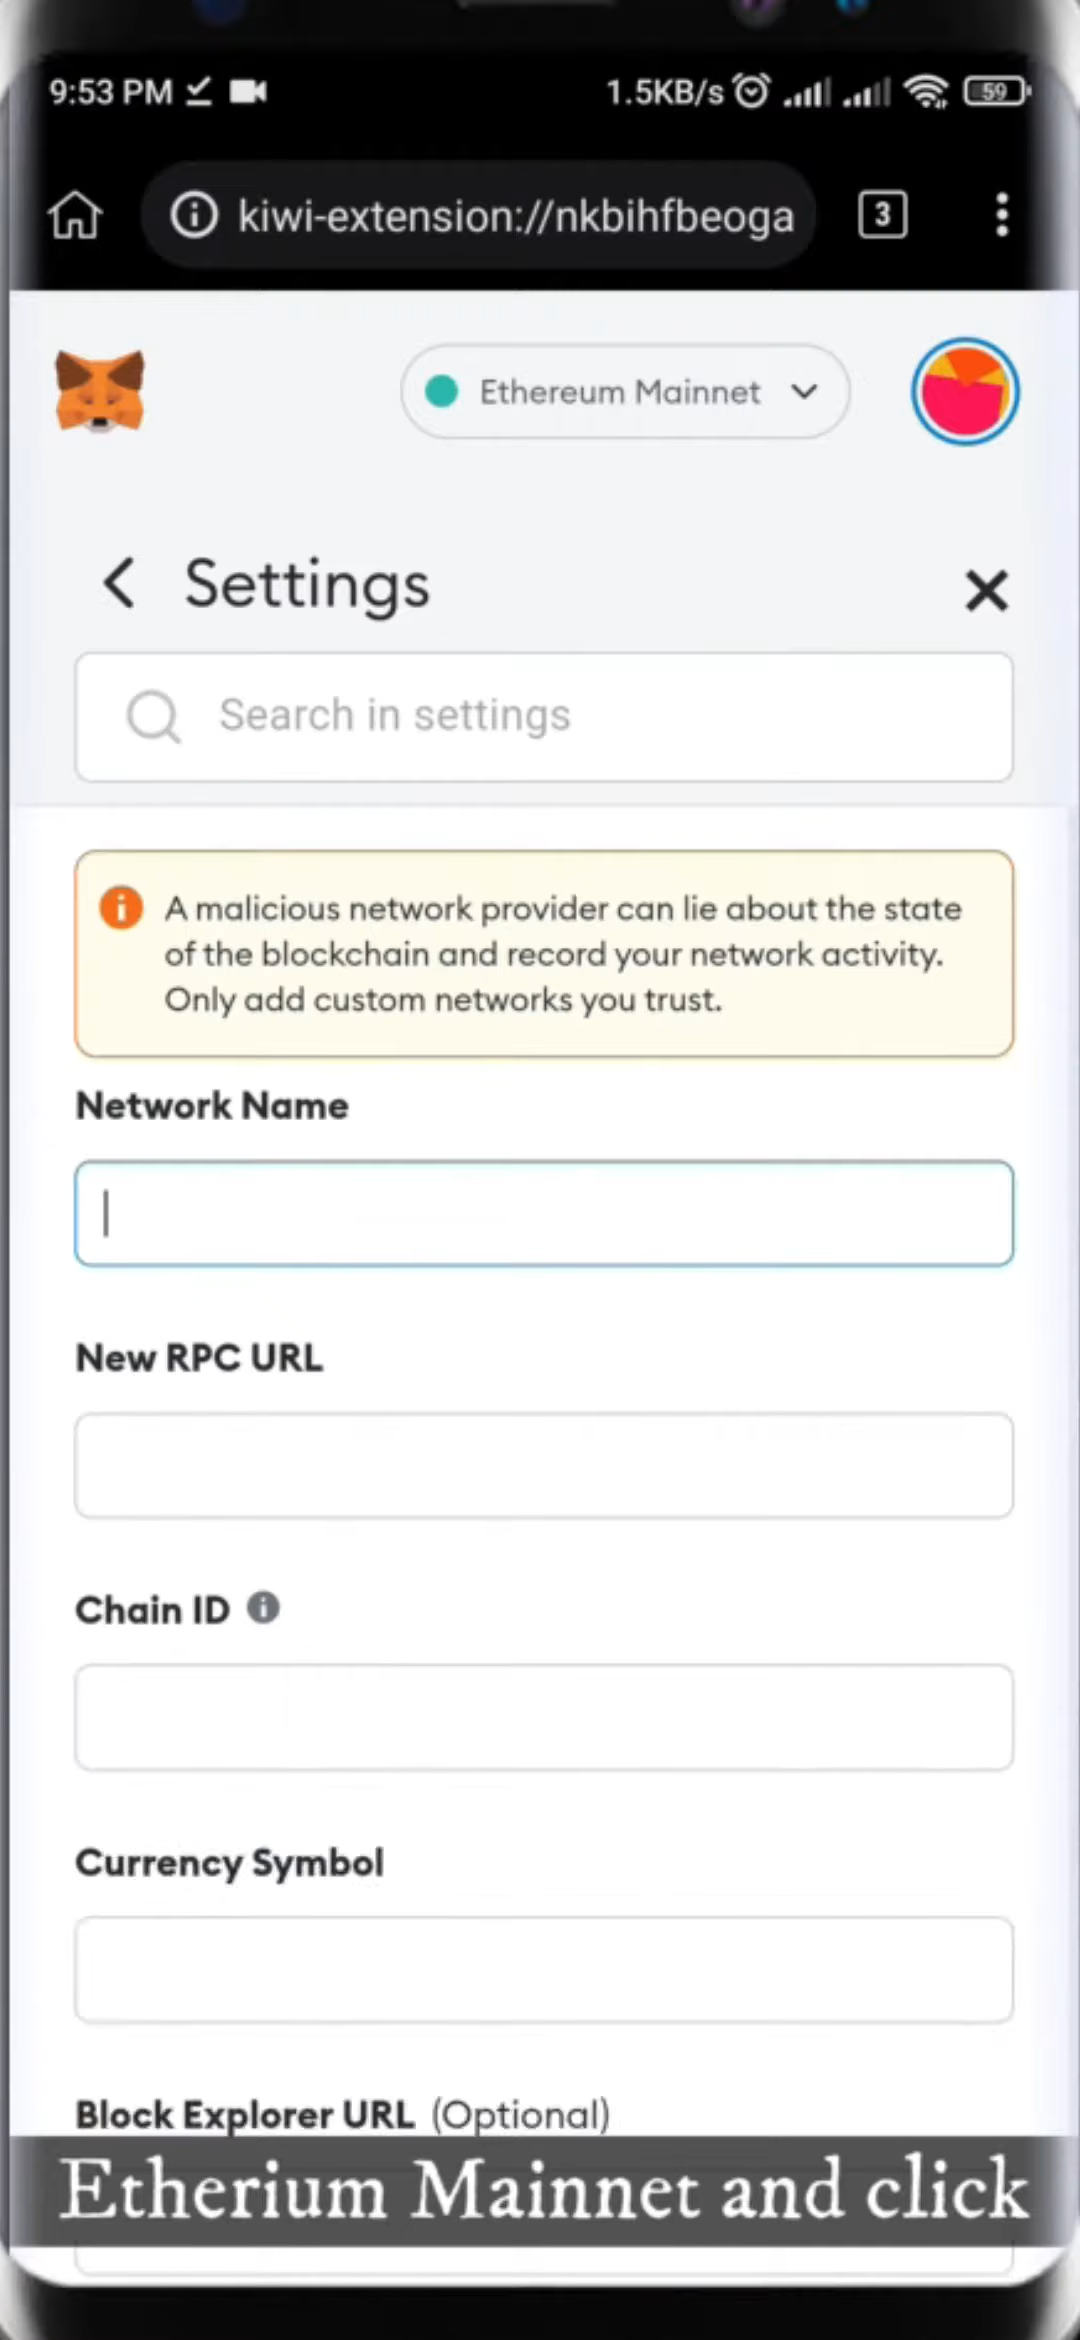 9:53 PM
1.5KB/s
59
kiwi-extension://nkbihfbeoga
3
Ethereum Mainnet
Settings
Search in settings
A malicious network provider can lie about the state
of the blockchain and record your network activity.
Only add custom networks you trust.
Network Name
New RPC URL
Chain ID
Currency Symbol
Block Explorer URL (Optional)
Etherium Mainnet and click